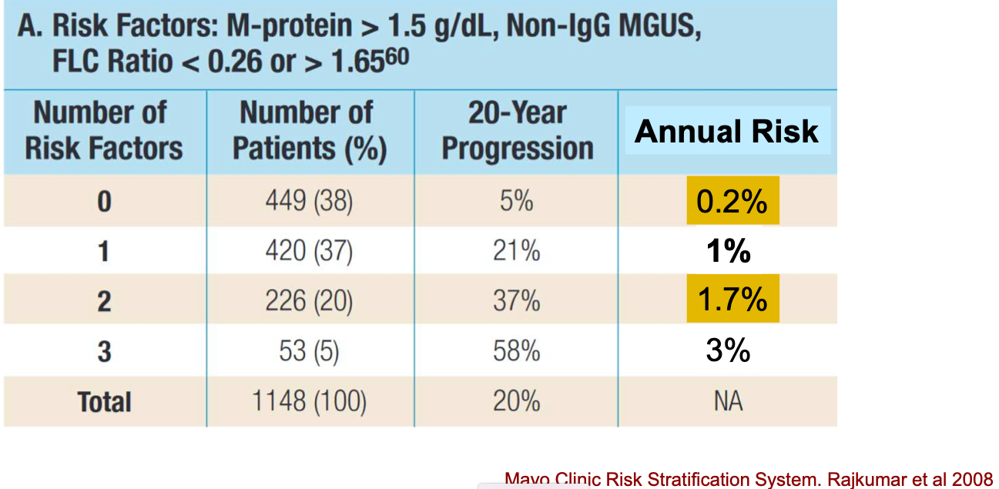 A. Risk Factors: M-protein > 1.5 g/dL, Non-IgG MGUS,
FLC Ratio < 0.26 or > 1.65⁶⁰
Number of Risk Factors Number of Patients (%) 20-Year Progression Annual Risk
0 449 (38) 5% 0.2%
1 420 (37) 21% 1%
2 226 (20) 37% 1.7%
3 53 (5) 58% 3%
Total 1148 (100) 20% NA
Mayo Clinic Risk Stratification System. Rajkumar et al 2008